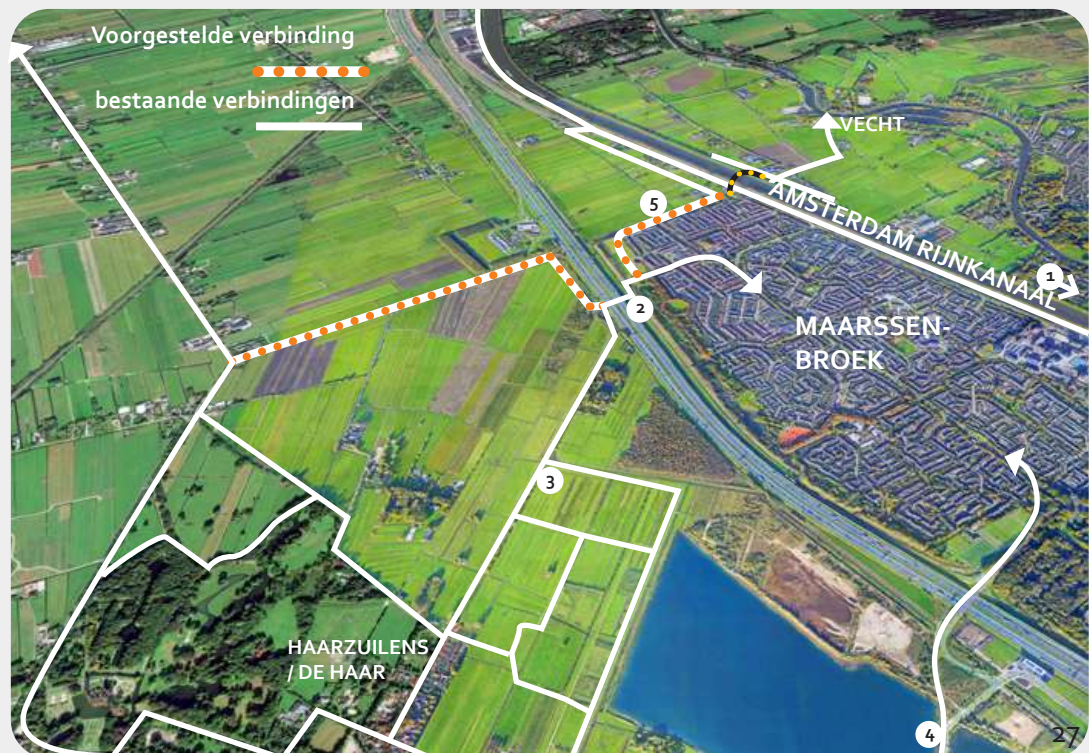 Voorgestelde verbinding
bestaande verbindingen
VECHT
5
AMSTERDAM RIJNKANAAL
1
2
MAARSSEN-
BROEK
3
HAARZUILENS
/ DE HAAR
4
27